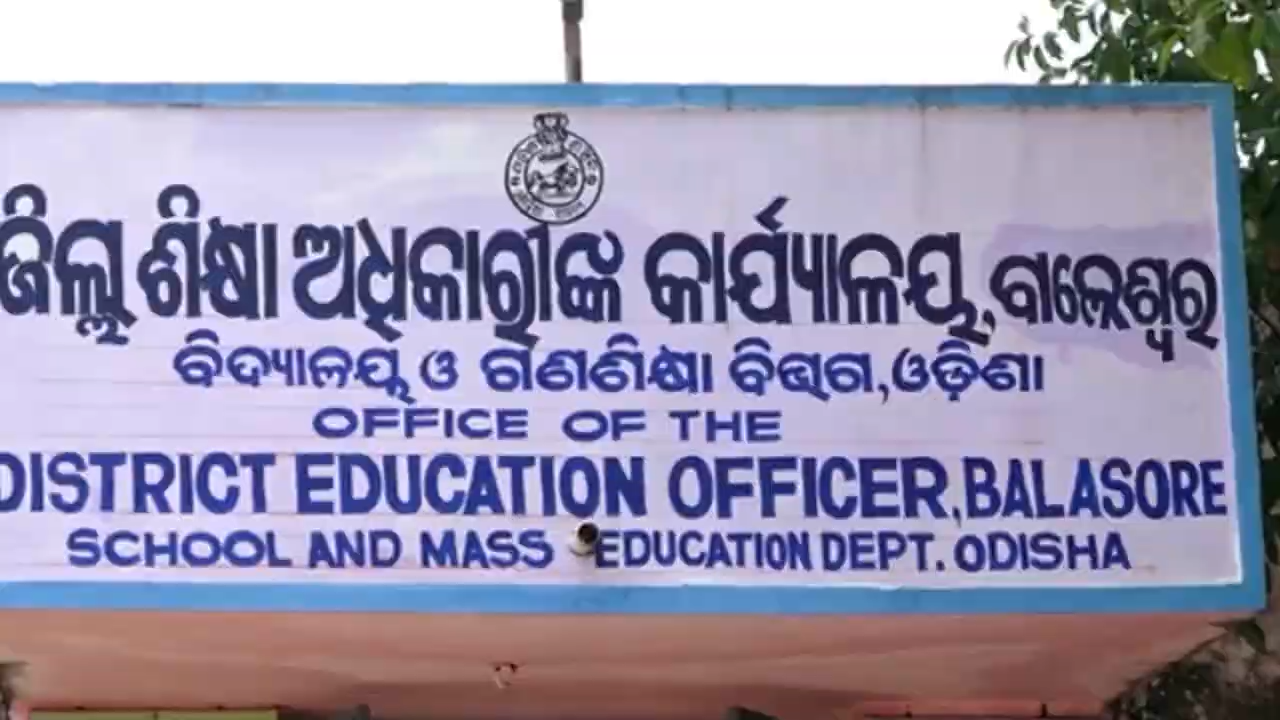 ଜିଲ୍ଲା ଶିକ୍ଷା ଅଧିକାରୀଙ୍କ କାର୍ଯ୍ୟାଳୟ, ବାଲେଶ୍ୱର
ବିଦ୍ୟାଳୟ ଓ ଗଣଶିକ୍ଷା ବିଭାଗ, ଓଡ଼ିଶା
OFFICE OF THE
DISTRICT EDUCATION OFFICER, BALASORE
SCHOOL AND MASS EDUCATION DEPT. ODISHA